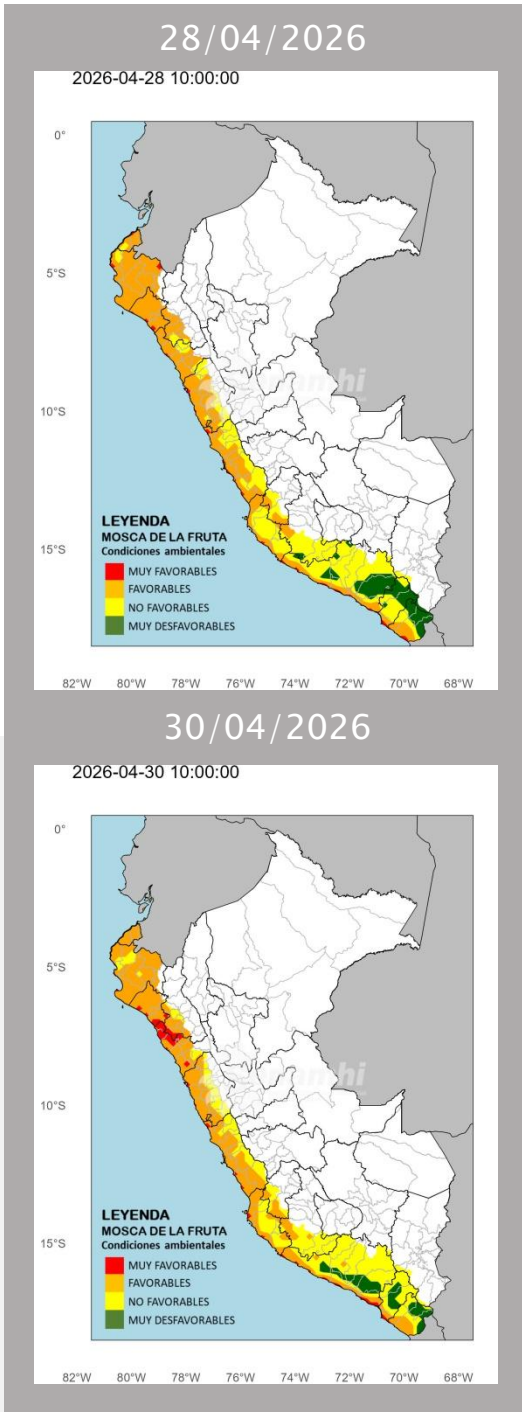 28/04/2026
2026-04-28 10:00:00
0°
5°S
10°S
15°S
LEYENDA
MOSCA DE LA FRUTA
Condiciones ambientales
MUY FAVORABLES
FAVORABLES
NO FAVORABLES
MUY DESFAVORABLES
82°W 80°W 78°W 76°W 74°W 72°W 70°W 68°W
30/04/2026
2026-04-30 10:00:00
0°
5°S
10°S
15°S
LEYENDA
MOSCA DE LA FRUTA
Condiciones ambientales
MUY FAVORABLES
FAVORABLES
NO FAVORABLES
MUY DESFAVORABLES
82°W 80°W 78°W 76°W 74°W 72°W 70°W 68°W